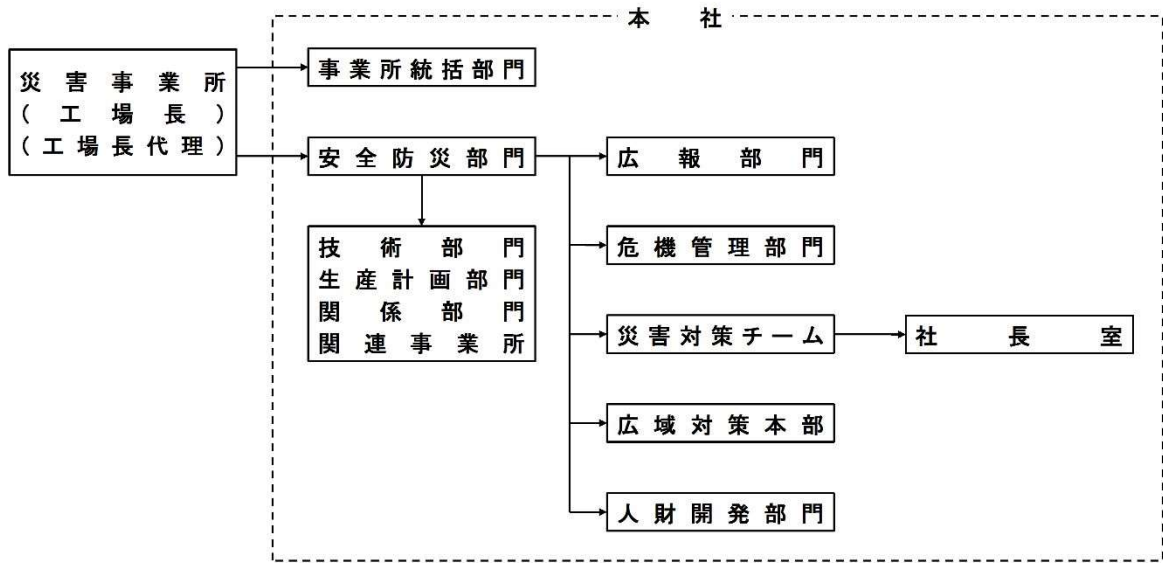 本社
災害事業所
(工場長)
(工場長代理)
事業所統括部門
安全防災部門
技術部門
生産計画部門
関係部門
関連事業所
広報部門
危機管理部門
災害対策チーム
社長室
広域対策本部
人財開発部門